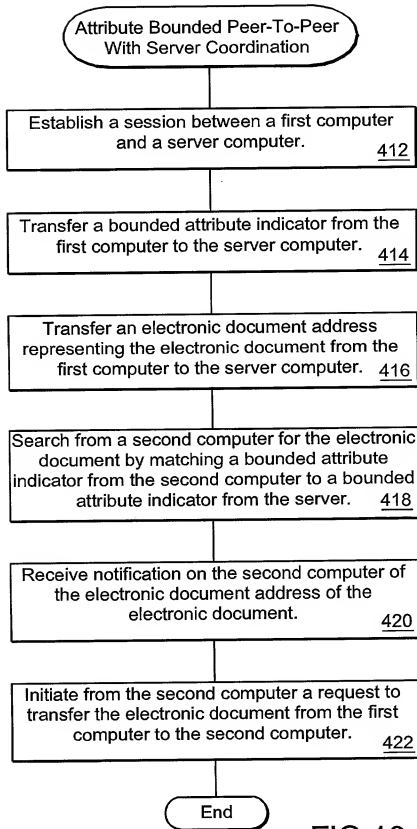 Attribute Bounded Peer-To-Peer
With Server Coordination
Establish a session between a first computer
and a server computer.
412
Transfer a bounded attribute indicator from the
first computer to the server computer. 414
Transfer an electronic document address
representing the electronic document from the
first computer to the server computer. 416
Search from a second computer for the electronic
document by matching a bounded attribute
indicator from the second computer to a bounded
attribute indicator from the server. 418
Receive notification on the second computer of
the electronic document address of the
electronic document. 420
Initiate from the second computer a request to
transfer the electronic document from the first
computer to the second computer. 422
End